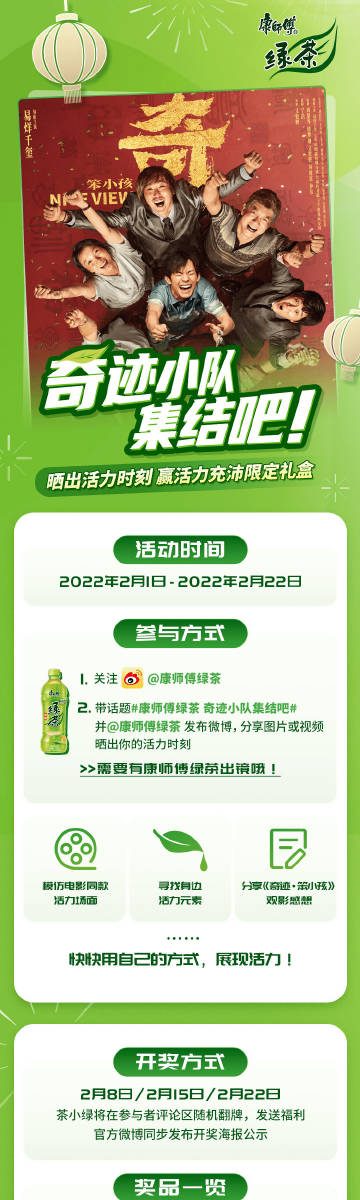 康师傅
绿茶
领衔主演
易烊千玺
奇
笨小孩
NICE VIEW
奇迹小队
集结吧!
晒出活力时刻 赢活力充沛限定礼盒
活动时间
2022年2月1日 - 2022年2月22日
参与方式
1. 关注 @康师傅绿茶
2. 带话题#康师傅绿茶 奇迹小队集结吧#
并@康师傅绿茶 发布微博，分享图片或视频
晒出你的活力时刻
>>需要有康师傅绿茶出镜哦！
康师傅
绿茶
模仿电影同款
活力场面
寻找身边
活力元素
分享《奇迹·笨小孩》
观影感想
……
快快用自己的方式，展现活力！
开奖方式
2月8日/2月15日/2月22日
茶小绿将在参与者评论区随机翻牌，发送福利
官方微博同步发布开奖海报公示
奖品一览